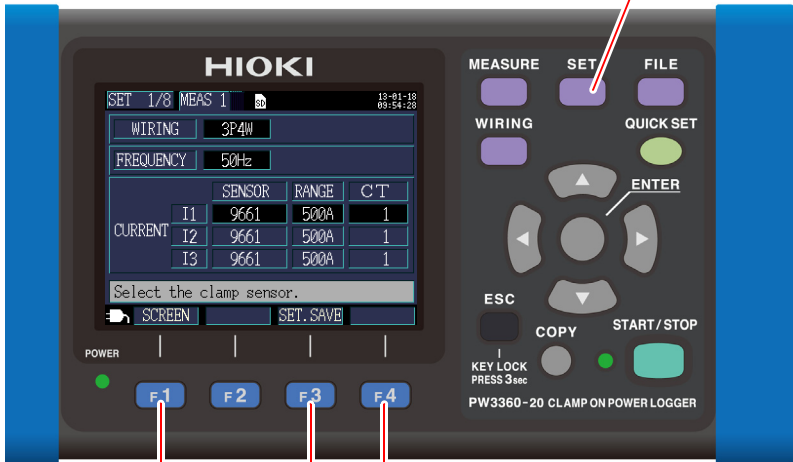 HIOKI
SET 1/8 MEAS 1 SD 13-01-18
09:54:28
WIRING 3P4W
FREQUENCY 50Hz
SENSOR RANGE CT
CURRENT I1 9661 500A 1
I2 9661 500A 1
I3 9661 500A 1
Select the clamp sensor.
SCREEN SET.SAVE
POWER
F1 F2 F3 F4
MEASURE SET FILE
WIRING QUICK SET
ENTER
ESC
COPY START/STOP
KEY LOCK
PRESS 3sec
PW3360-20 CLAMP ON POWER LOGGER